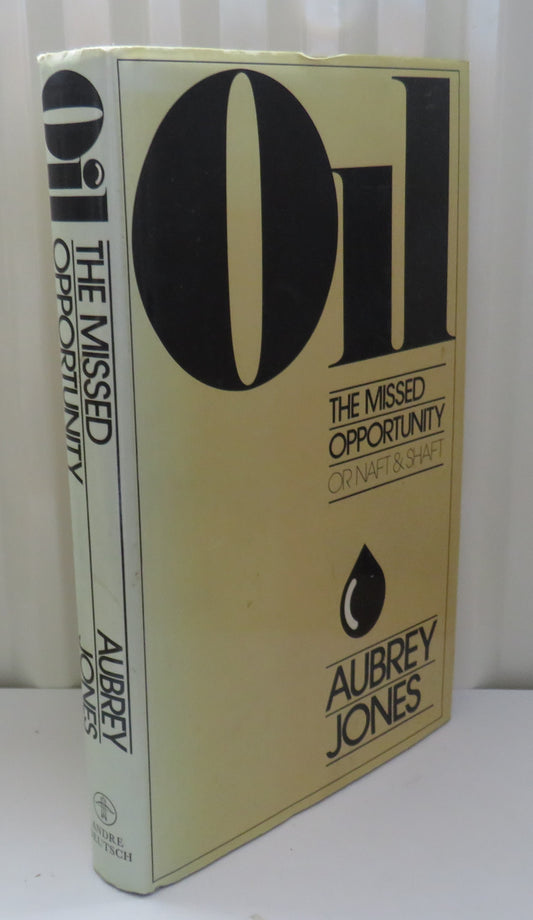 Oil
THE MISSED
OPPORTUNITY
AUBREY
JONES
ANDRE
DEUTSCH
Oil
THE MISSED
OPPORTUNITY
OR NAFT & SHAFT
AUBREY
JONES